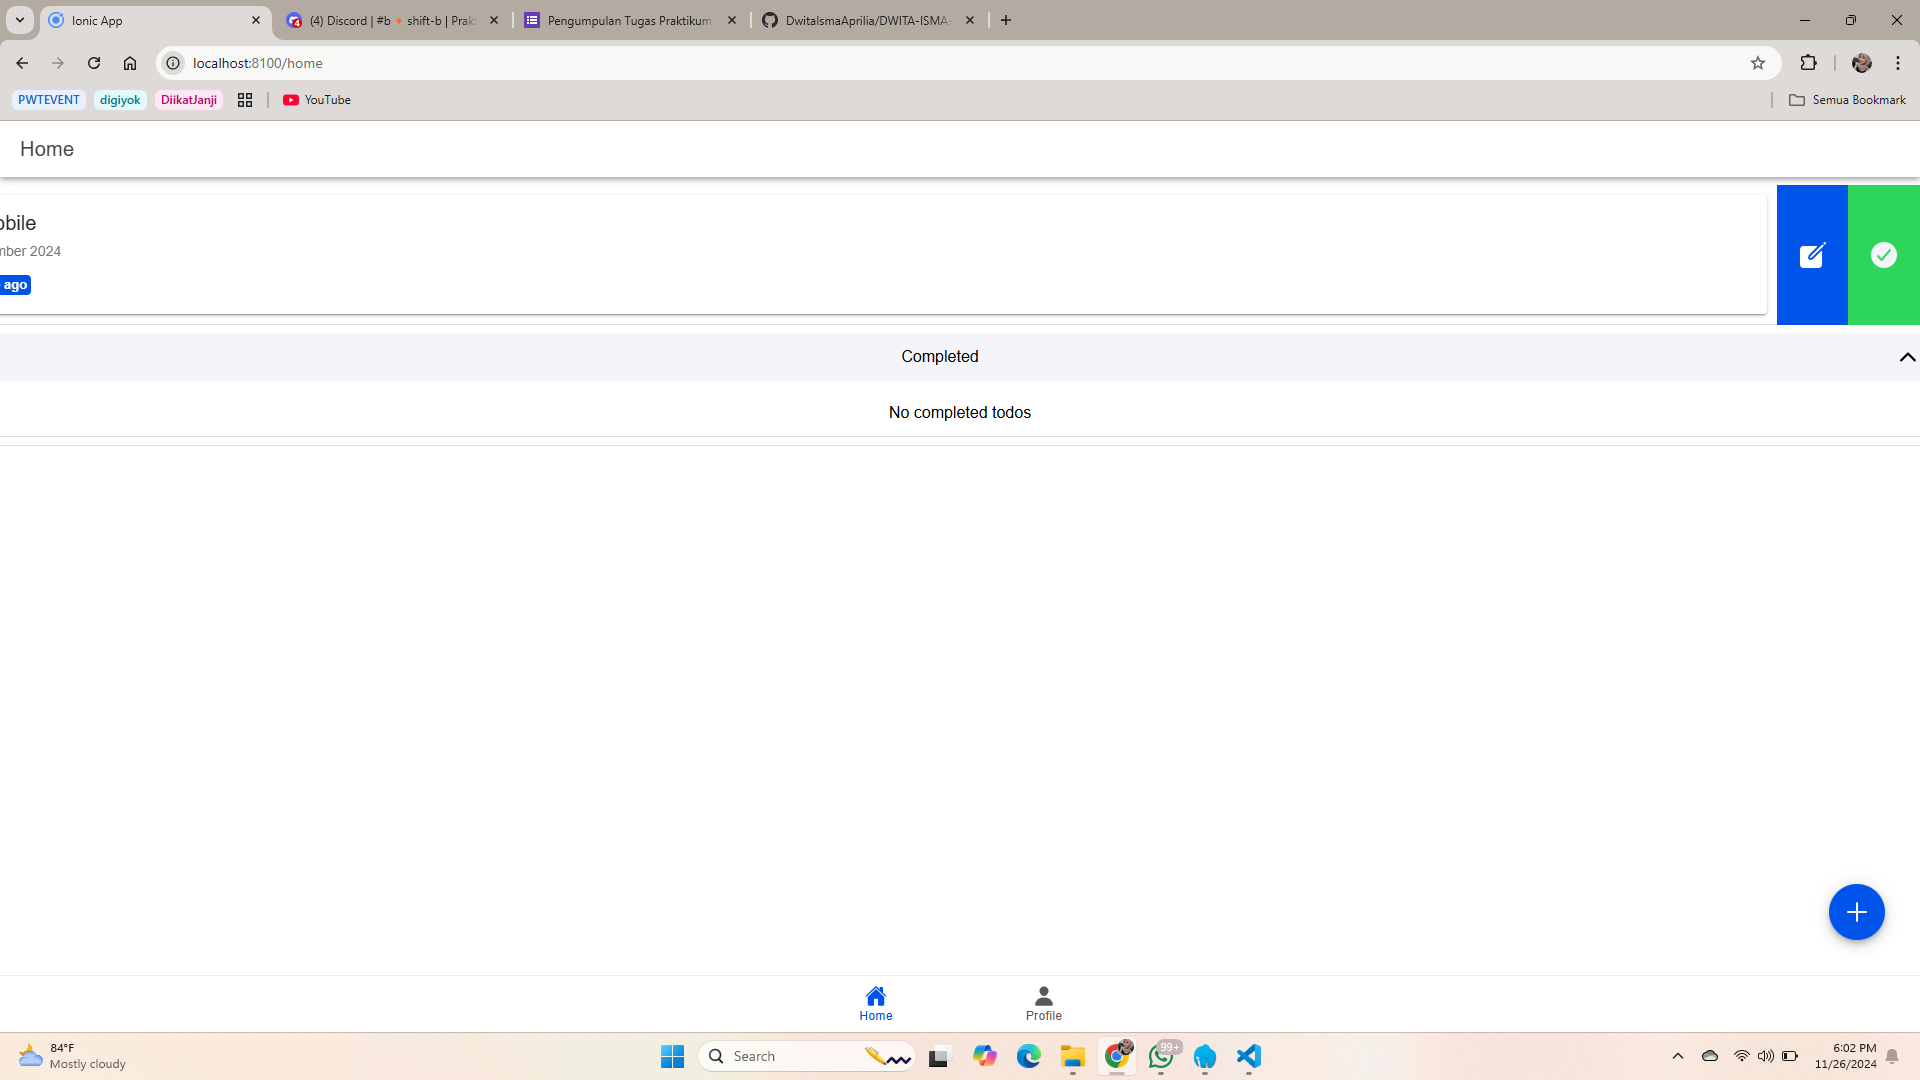 Ionic App
(4) Discord | #b shift-b | Prak
Pengumpulan Tugas Praktikum
DwitaIsmaAprilia/DWITA-ISMA-
localhost:8100/home
PWTEVENT
digiyok
DiikatJanji
YouTube
Semua Bookmark
Home
obile
mber 2024
ago
Completed
No completed todos
Home
Profile
84°F
Mostly cloudy
Search
99+
6:02 PM
11/26/2024